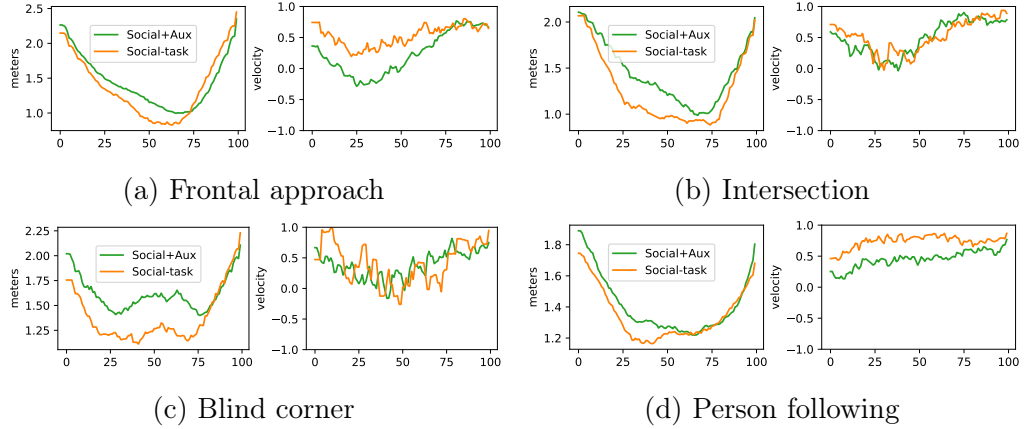 2.5
2.0
1.5
1.0
meters
Social+Aux
Social-task
0 25 50 75 100
1.0
0.5
0.0
−0.5
−1.0
velocity
0 25 50 75 100
(a) Frontal approach
2.0
1.5
1.0
meters
Social+Aux
Social-task
0 25 50 75 100
1.0
0.5
0.0
−0.5
−1.0
velocity
0 25 50 75 100
(b) Intersection
2.25
2.00
1.75
1.50
1.25
meters
Social+Aux
Social-task
0 25 50 75 100
1.0
0.5
0.0
−0.5
−1.0
velocity
0 25 50 75 100
(c) Blind corner
1.8
1.6
1.4
1.2
meters
Social+Aux
Social-task
0 25 50 75 100
1.0
0.5
0.0
−0.5
−1.0
velocity
0 25 50 75 100
(d) Person following